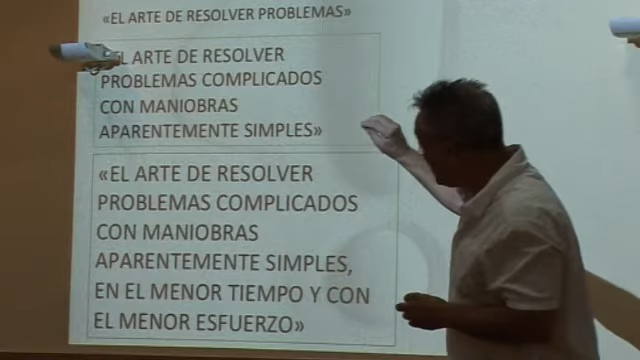 «EL ARTE DE RESOLVER PROBLEMAS»
EL ARTE DE RESOLVER
PROBLEMAS COMPLICADOS
CON MANIOBRAS
APARENTEMENTE SIMPLES»
«EL ARTE DE RESOLVER
PROBLEMAS COMPLICADOS
CON MANIOBRAS
APARENTEMENTE SIMPLES,
EN EL MENOR TIEMPO Y CON
EL MENOR ESFUERZO»